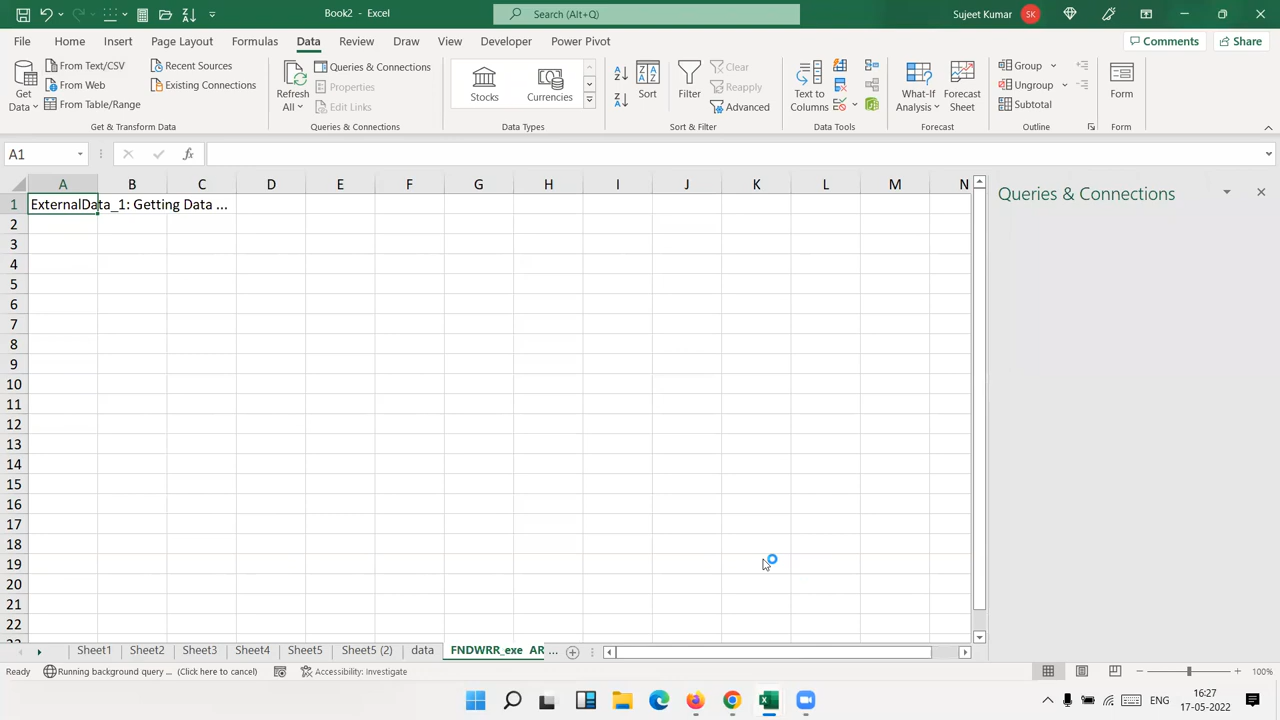 Book2 - Excel
Search (Alt+Q)
Sujeet Kumar
SK
File
Home
Insert
Page Layout
Formulas
Data
Review
View
Developer
Help
Power Pivot
Comments
Share
Get Data
From Text/CSV
From Web
From Table/Range
Recent Sources
Existing Connections
Get & Transform Data
Refresh All
Queries & Connections
Properties
Edit Links
Queries & Connections
Stocks
Currencies
Data Types
Sort
Filter
Clear
Reapply
Advanced
Sort & Filter
Text to Columns
Data Tools
What-If Analysis
Forecast Sheet
Forecast
Group
Ungroup
Subtotal
Outline
Form
Form
A1
fx
A B C D E F G H I J K L M N
1 ExternalData_1: Getting Data ...
2
3
4
5
6
7
8
9
10
11
12
13
14
15
16
17
18
19
20
21
22
23
Queries & Connections
Sheet1
Sheet2
Sheet3
Sheet4
Sheet5
Sheet5 (2)
data
FNDWRR_exe AR ...
Ready
Running background query ... (Click here to cancel)
Accessibility: Investigate
100%
ENG
16:27
17-05-2022